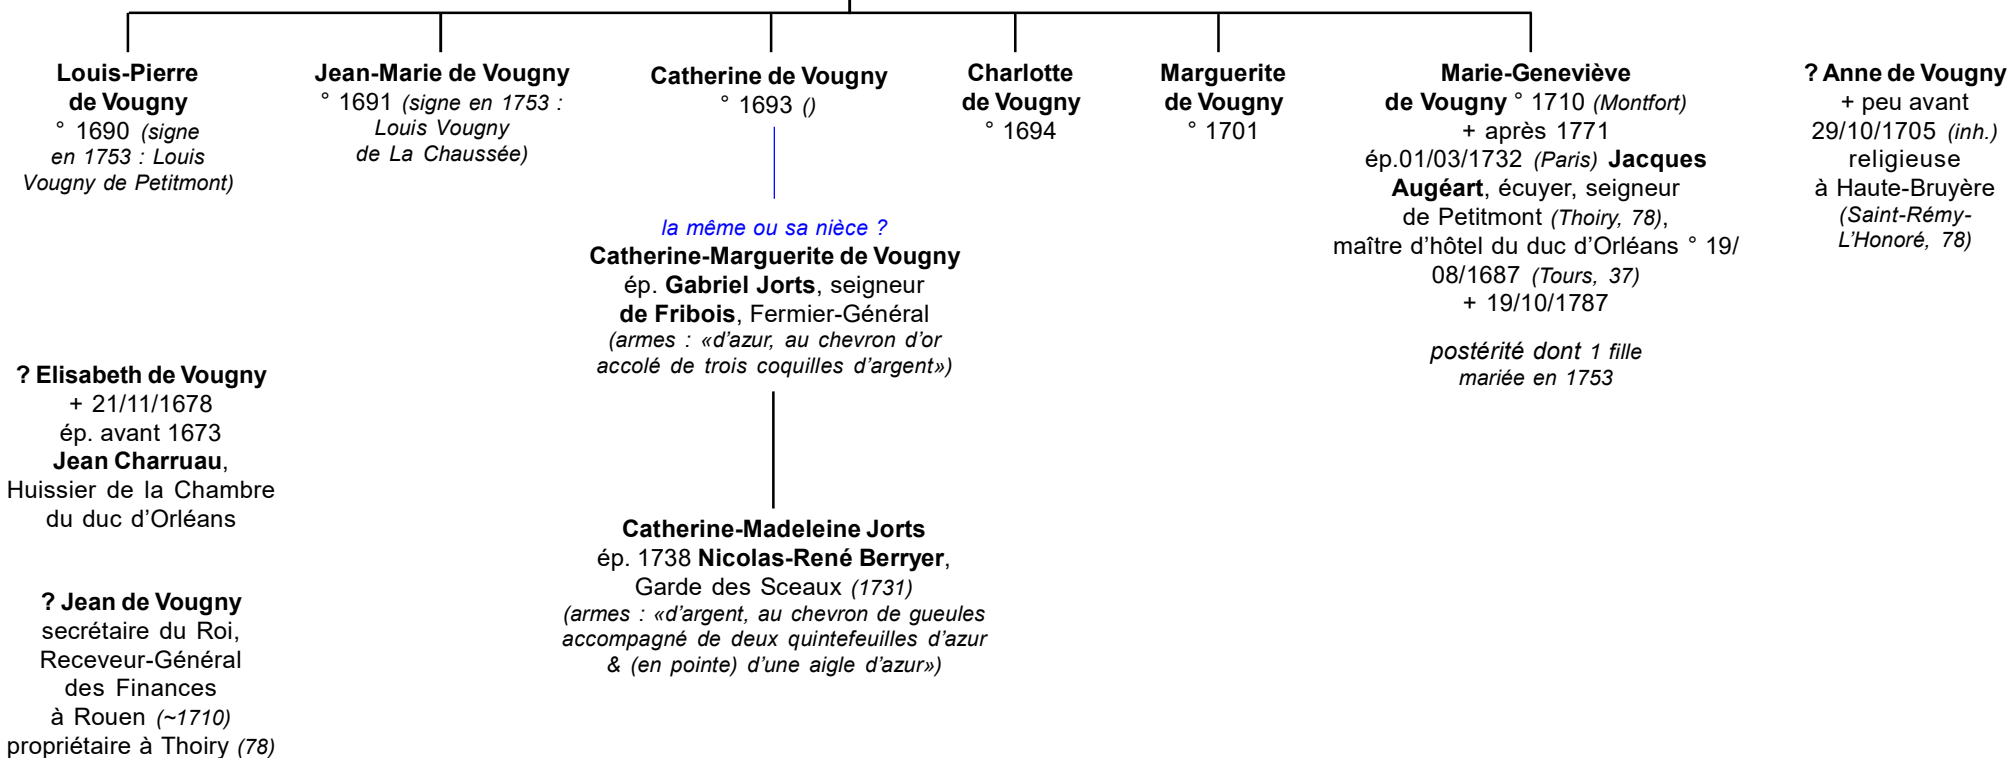 Louis-Pierre
de Vougny
° 1690 (signe
en 1753 : Louis
Vougny de Petitmont)
Jean-Marie de Vougny
° 1691 (signe en 1753 :
Louis Vougny
de La Chaussée)
Catherine de Vougny
° 1693 ()
la même ou sa nièce ?
Catherine-Marguerite de Vougny
ép. Gabriel Jorts, seigneur
de Fribois, Fermier-Général
(armes : «d'azur, au chevron d'or
accolé de trois coquilles d'argent»)
Catherine-Madeleine Jorts
ép. 1738 Nicolas-René Berryer,
Garde des Sceaux (1731)
(armes : «d'argent, au chevron de gueules
accompagné de deux quintefeuilles d'azur
& (en pointe) d'une aigle d'azur»)
Charlotte
de Vougny
° 1694
Marguerite
de Vougny
° 1701
Marie-Geneviève
de Vougny ° 1710 (Montfort)
+ après 1771
ép.01/03/1732 (Paris) Jacques
Augéart, écuyer, seigneur
de Petitmont (Thoiry, 78),
maître d'hôtel du duc d'Orléans ° 19/
08/1687 (Tours, 37)
+ 19/10/1787
postérité dont 1 fille
mariée en 1753
? Anne de Vougny
+ peu avant
29/10/1705 (inh.)
religieuse
à Haute-Bruyère
(Saint-Rémy-
L'Honoré, 78)
? Elisabeth de Vougny
+ 21/11/1678
ép. avant 1673
Jean Charruau,
Huissier de la Chambre
du duc d'Orléans
? Jean de Vougny
secrétaire du Roi,
Receveur-Général
des Finances
à Rouen (~1710)
propriétaire à Thoiry (78)